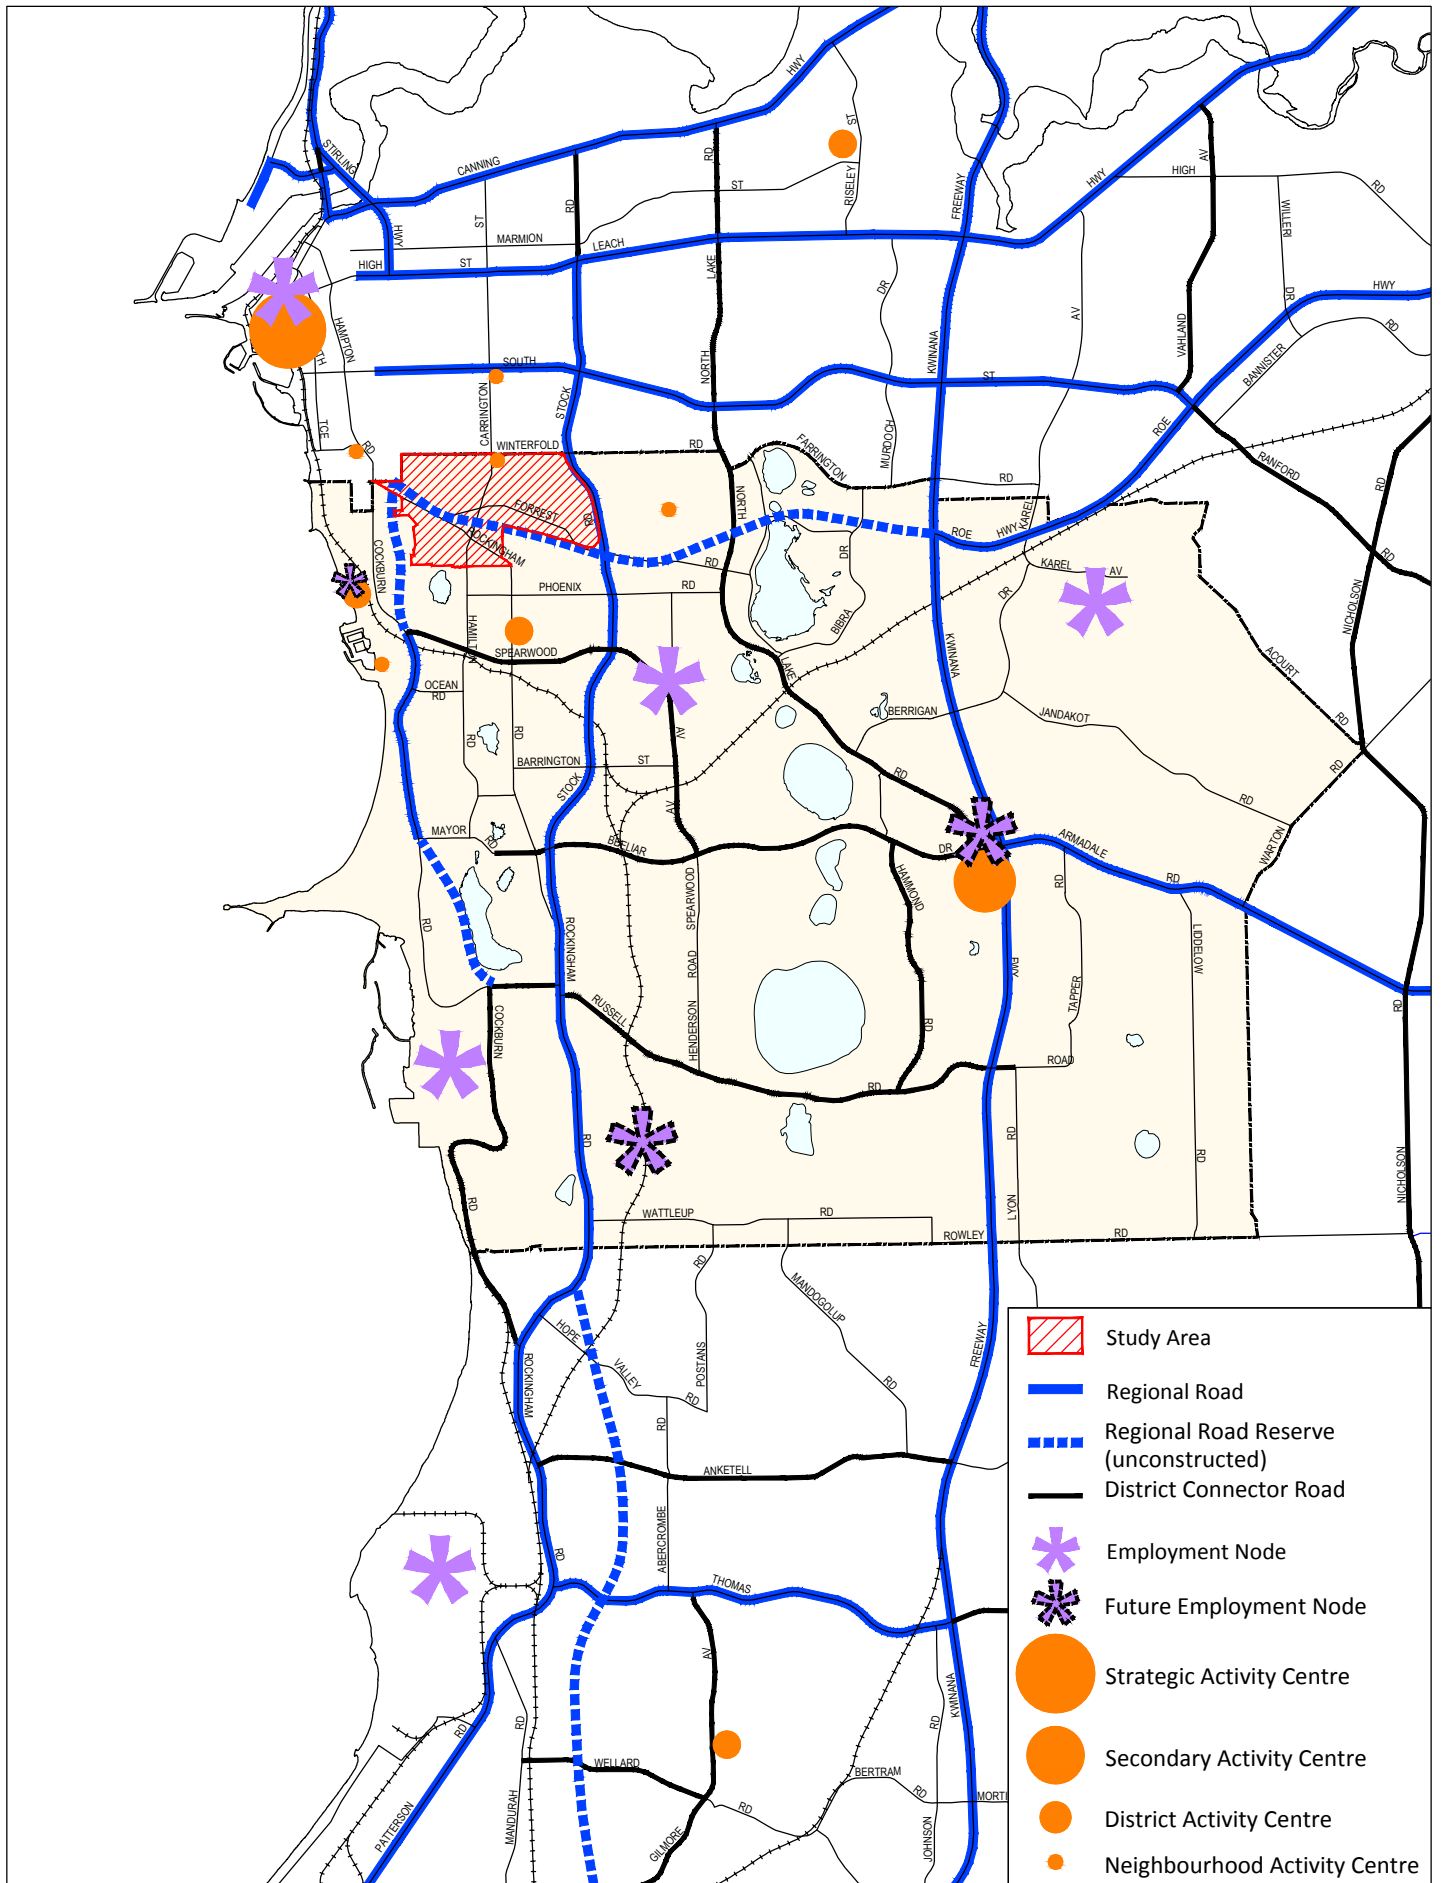 HWY
ST
RISELEY
RD
CANNING
STIRLING
HWY
ST
RD
ST
MARMION
LEACH
HIGH
ST
LAKE
FREEWAY
HWY
HIGH
AV
RD
WILLERI
DR
HWY
RD
BANNISTER
VAHLAND
AV
DR
KWINANA
HAMPTON
TH
SOUTH
ST
NORTH
STOCK
CARRINGTON
TCE
RD
WINTERFOLD
RD
FARRINGTON
MURDOCH
RD
ROE
RANFORD
RD
RD
NORTH
KAREL
ROE
HWY
FORREST
RD
ROCKINGHAM
COCKBURN
RD
DR
BIBRA
KAREL
AV
DR
PHOENIX
RD
HAMILTON
SPEARWOOD
LAKE
KWINANA
NICHOLSON
ACOURT
RD
OCEAN
RD
RD
RD
AV
BERRIGAN
JANDAKOT
RD
BARRINGTON
ST
STOCK
RD
RD
MAYOR
RD
BEELIAR
AV
DR
ARMADALE
RD
WARTON
RD
HAMMOND
RD
SPEARWOOD
RD
ROCKINGHAM
ROAD
HENDERSON
FWY
TAPPER
LIDDELOW
RD
RUSSELL
COCKBURN
RD
RD
ROAD
RD
RD
RD
LYON
RD
NICHOLSON
WATTLEUP
RD
ROWLEY
RD
RD
MANDOGOLUP
HOPE
VALLEY
RD
POSTANS
RD
FREEWAY
ROCKINGHAM
RD
ANKETELL
ABERCROMBE
RD
THOMAS
AV
KWINANA
RD
RD
RD
WELLARD
RD
BERTRAM
RD
MORTI
PATTERSON
MANDURAH
GILMORE
JOHNSON
Study Area
Regional Road
Regional Road Reserve
(unconstructed)
District Connector Road
Employment Node
Future Employment Node
Strategic Activity Centre
Secondary Activity Centre
District Activity Centre
Neighbourhood Activity Centre